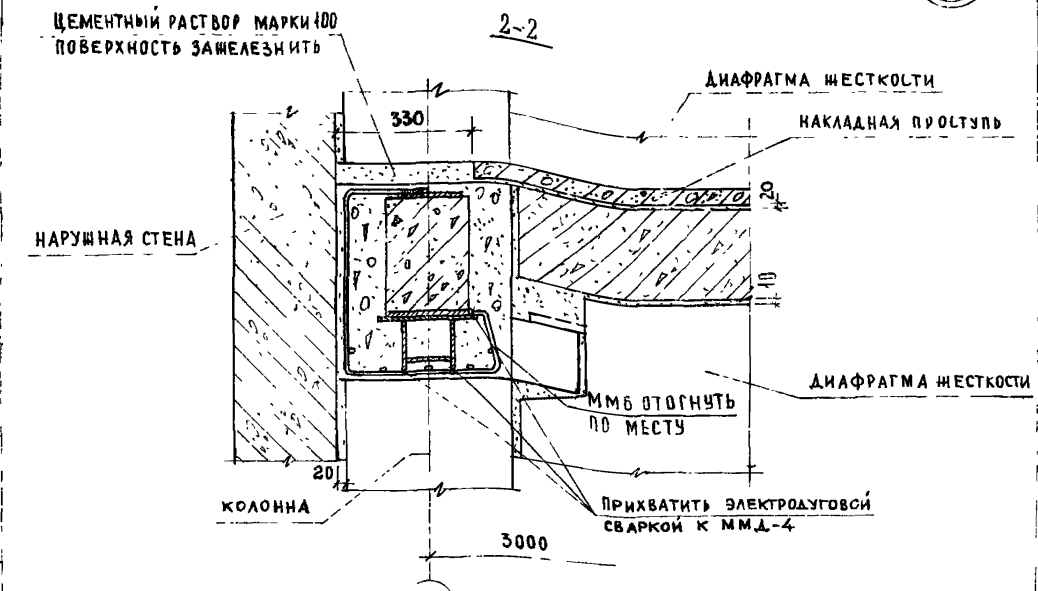 2-2
ЦЕМЕНТНЫЙ РАСТВОР МАРКИ 100
ПОВЕРХНОСТЬ ЗАЖЕЛЕЗНИТЬ
ДИАФРАГМА ЖЕСТКОСТИ
330
НАКЛАДНАЯ ПРОСТУПЬ
20
НАРУЖНАЯ СТЕНА
10
ДИАФРАГМА ЖЕСТКОСТИ
ММ6 ОТОГНУТЬ
ПО МЕСТУ
20
КОЛОННА
ПРИХВАТИТЬ ЭЛЕКТРОДУГОВОЙ
СВАРКОЙ К ММД-4
3000